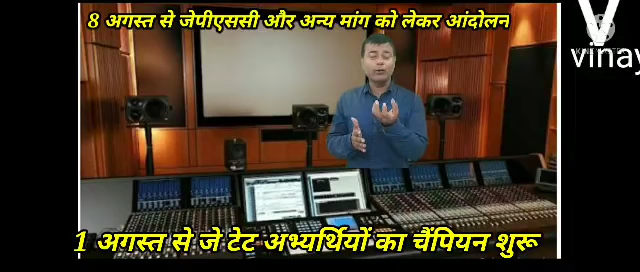 8 अगस्त से जेपीएससी और अन्य मांग को लेकर आंदोलन
V
vinay
1 अगस्त से जे टेट अभ्यर्थियों का चैंपियन शुरू